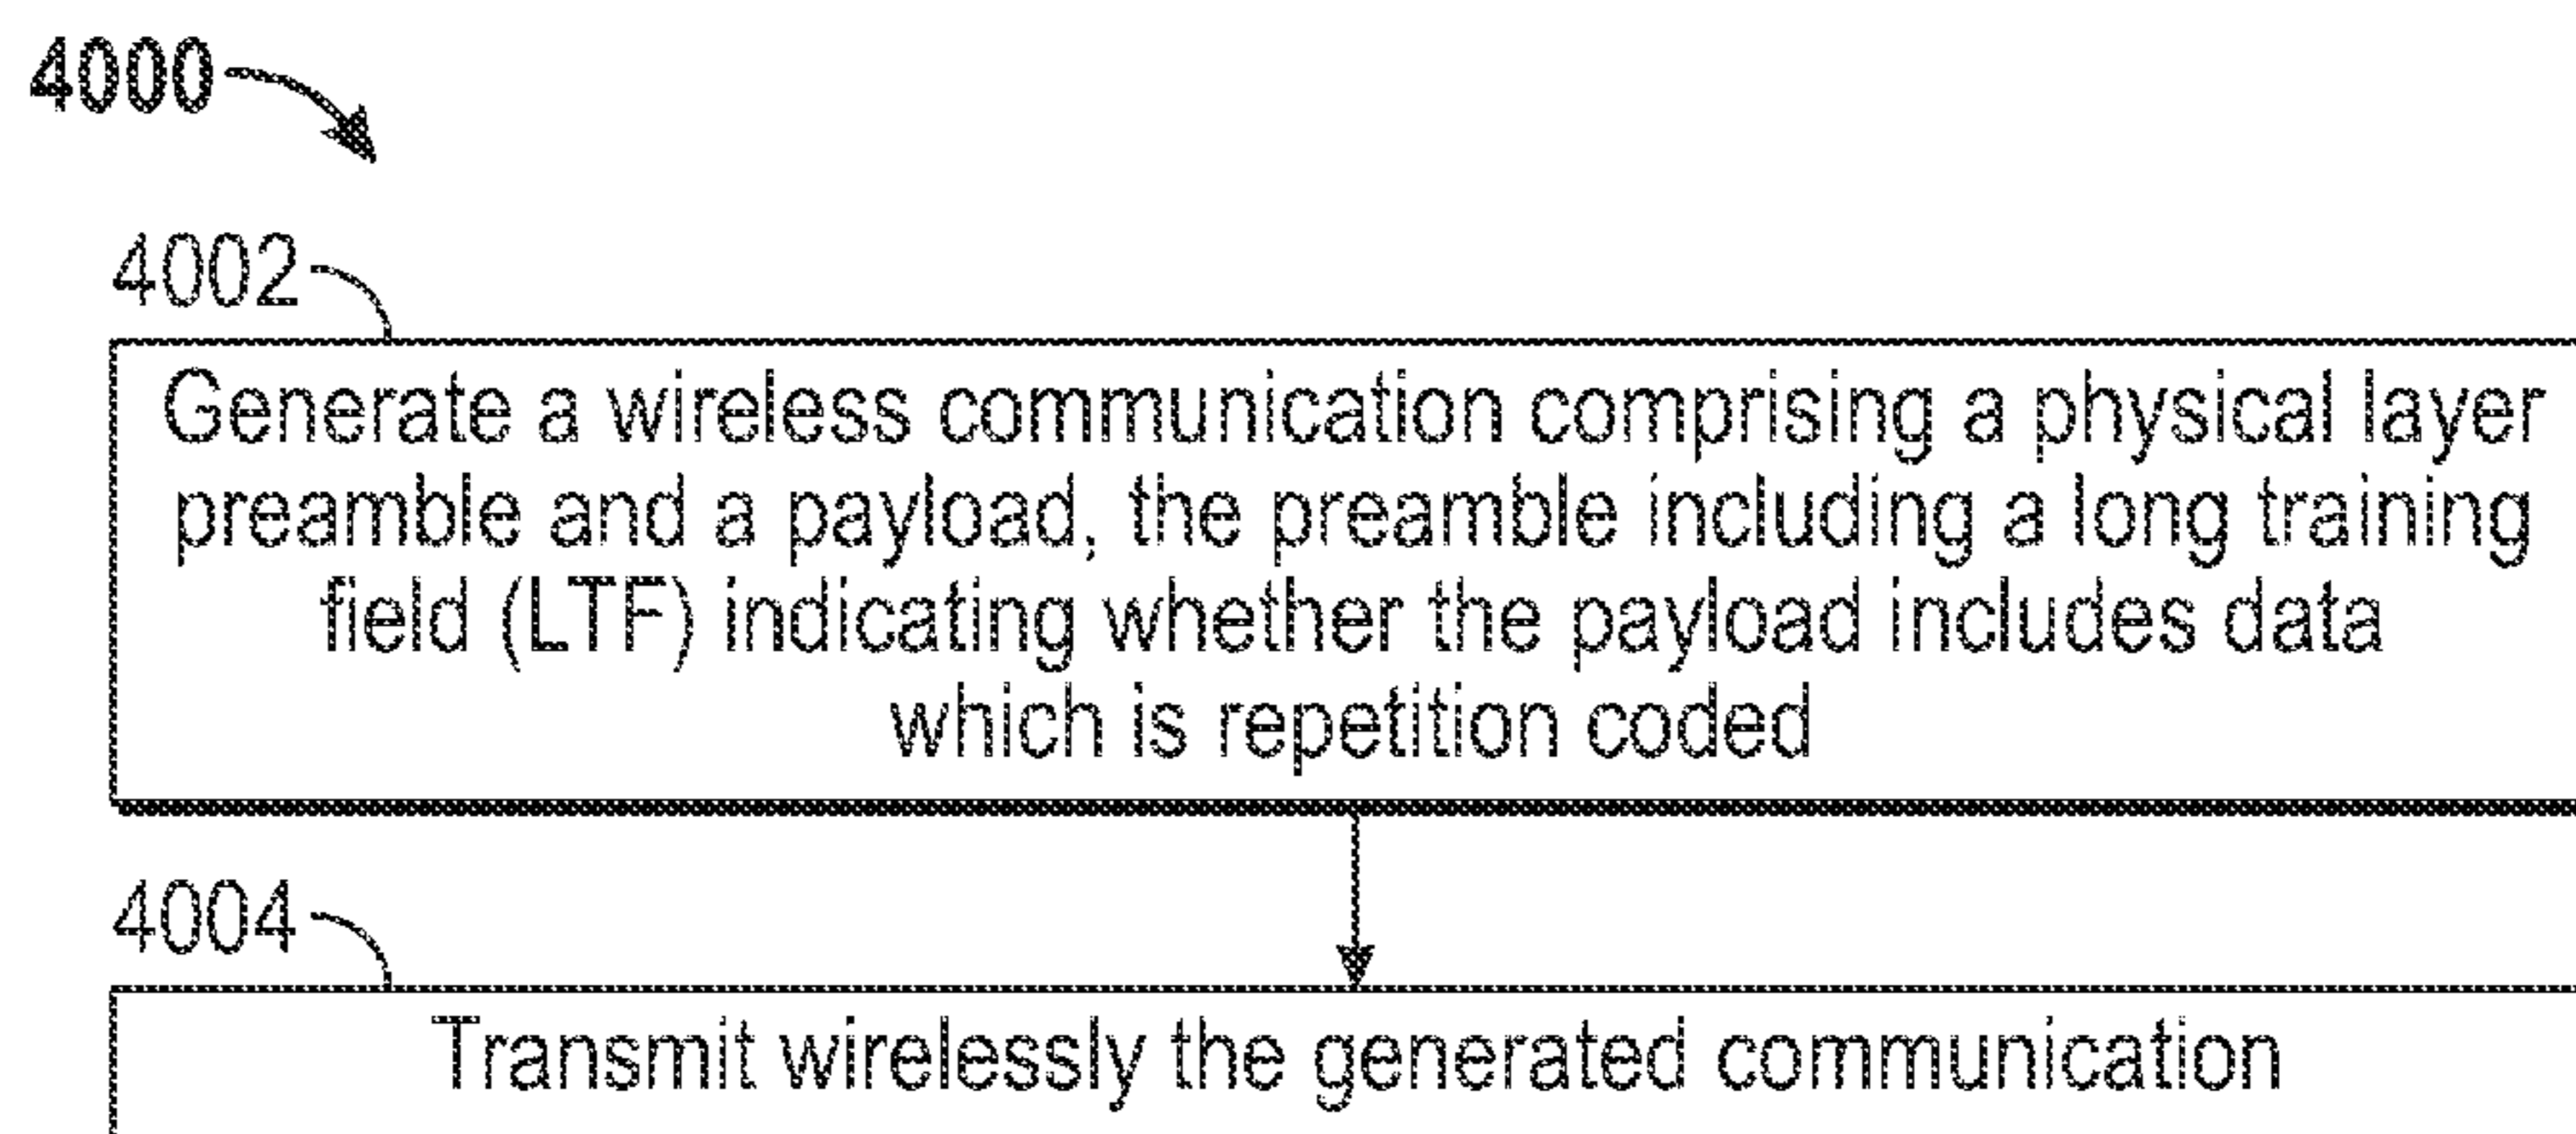 4000
4002
Generate a wireless communication comprising a physical layer
preamble and a payload, the preamble including a long training
field (LTF) indicating whether the payload includes data
which is repetition coded
4004
Transmit wirelessly the generated communication